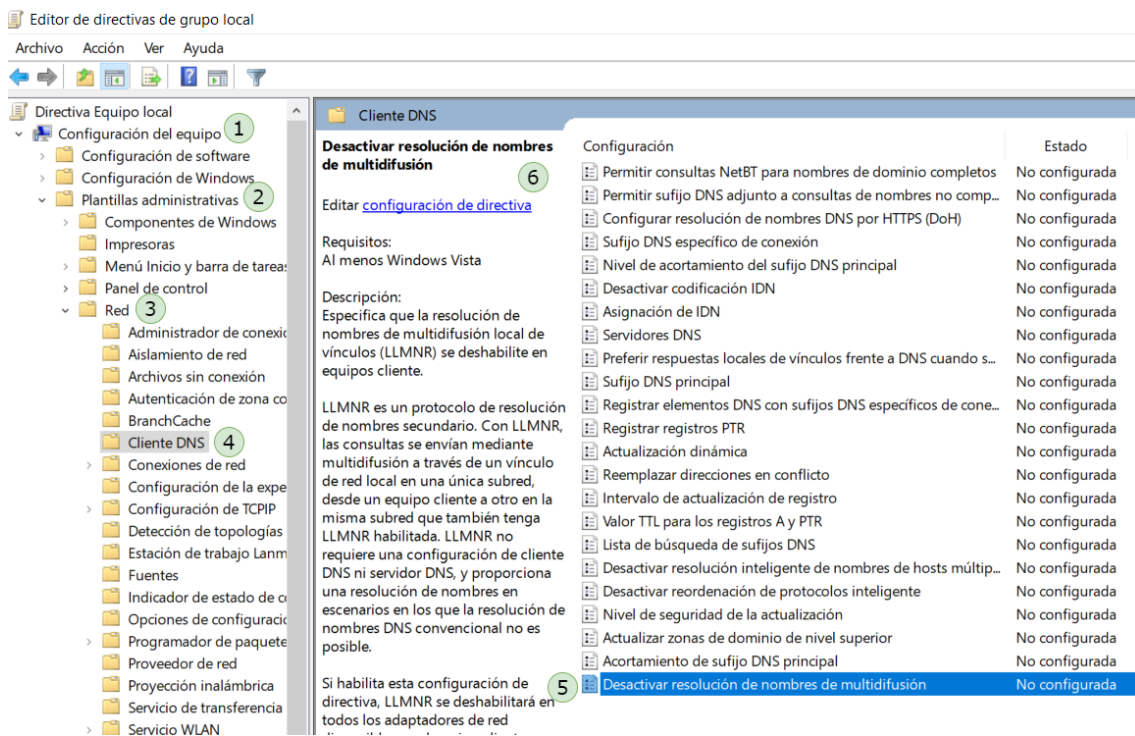 Editor de directivas de grupo local
Archivo Acción Ver Ayuda
Directiva Equipo local
Configuración del equipo 1
Configuración de software
Configuración de Windows
Plantillas administrativas 2
Componentes de Windows
Impresoras
Menú Inicio y barra de tareas
Panel de control
Red 3
Administrador de conexic
Aislamiento de red
Archivos sin conexión
Autenticación de zona co
BranchCache
Cliente DNS 4
Conexiones de red
Configuración de la expe
Configuración de TCPIP
Detección de topologías
Estación de trabajo Lanm
Fuentes
Indicador de estado de co
Opciones de configuració
Programador de paquete
Proveedor de red
Proyección inalámbrica
Servicio de transferencia
Servicio WLAN
Cliente DNS
Desactivar resolución de nombres
de multidifusión
6
Editar configuración de directiva
Requisitos:
Al menos Windows Vista
Descripción:
Especifica que la resolución de
nombres de multidifusión local de
vínculos (LLMNR) se deshabilite en
equipos cliente.
LLMNR es un protocolo de resolución
de nombres secundario. Con LLMNR,
las consultas se envían mediante
multidifusión a través de un vínculo
de red local en una única subred,
desde un equipo cliente a otro en la
misma subred que también tenga
LLMNR habilitada. LLMNR no
requiere una configuración de cliente
DNS ni servidor DNS, y proporciona
una resolución de nombres en
escenarios en los que la resolución de
nombres DNS convencional no es
posible.
Si habilita esta configuración de
directiva, LLMNR se deshabilitará en
todos los adaptadores de red
Configuración Estado
Permitir consultas NetBT para nombres de dominio completos No configurada
Permitir sufijo DNS adjunto a consultas de nombres no comp... No configurada
Configurar resolución de nombres DNS por HTTPS (DoH) No configurada
Sufijo DNS específico de conexión No configurada
Nivel de acortamiento del sufijo DNS principal No configurada
Desactivar codificación IDN No configurada
Asignación de IDN No configurada
Servidores DNS No configurada
Preferir respuestas locales de vínculos frente a DNS cuando s... No configurada
Sufijo DNS principal No configurada
Registrar elementos DNS con sufijos DNS específicos de cone... No configurada
Registrar registros PTR No configurada
Actualización dinámica No configurada
Reemplazar direcciones en conflicto No configurada
Intervalo de actualización de registro No configurada
Valor TTL para los registros A y PTR No configurada
Lista de búsqueda de sufijos DNS No configurada
Desactivar resolución inteligente de nombres de hosts múltip... No configurada
Desactivar reordenación de protocolos inteligente No configurada
Nivel de seguridad de la actualización No configurada
Actualizar zonas de dominio de nivel superior No configurada
Acortamiento de sufijo DNS principal No configurada
5 Desactivar resolución de nombres de multidifusión No configurada